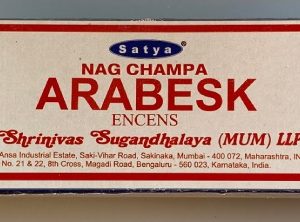 Satya
NAG CHAMPA
ARABESK
ENCENS
Shrinivas Sugandhalaya (MUM) LLP
Ansa Industrial Estate, Saki-Vihar Road, Sakinaka, Mumbai - 400 072, Maharashtra, IN
No. 21 & 22, 8th Cross, Magadi Road, Bengaluru - 560 023, Karnataka, India.